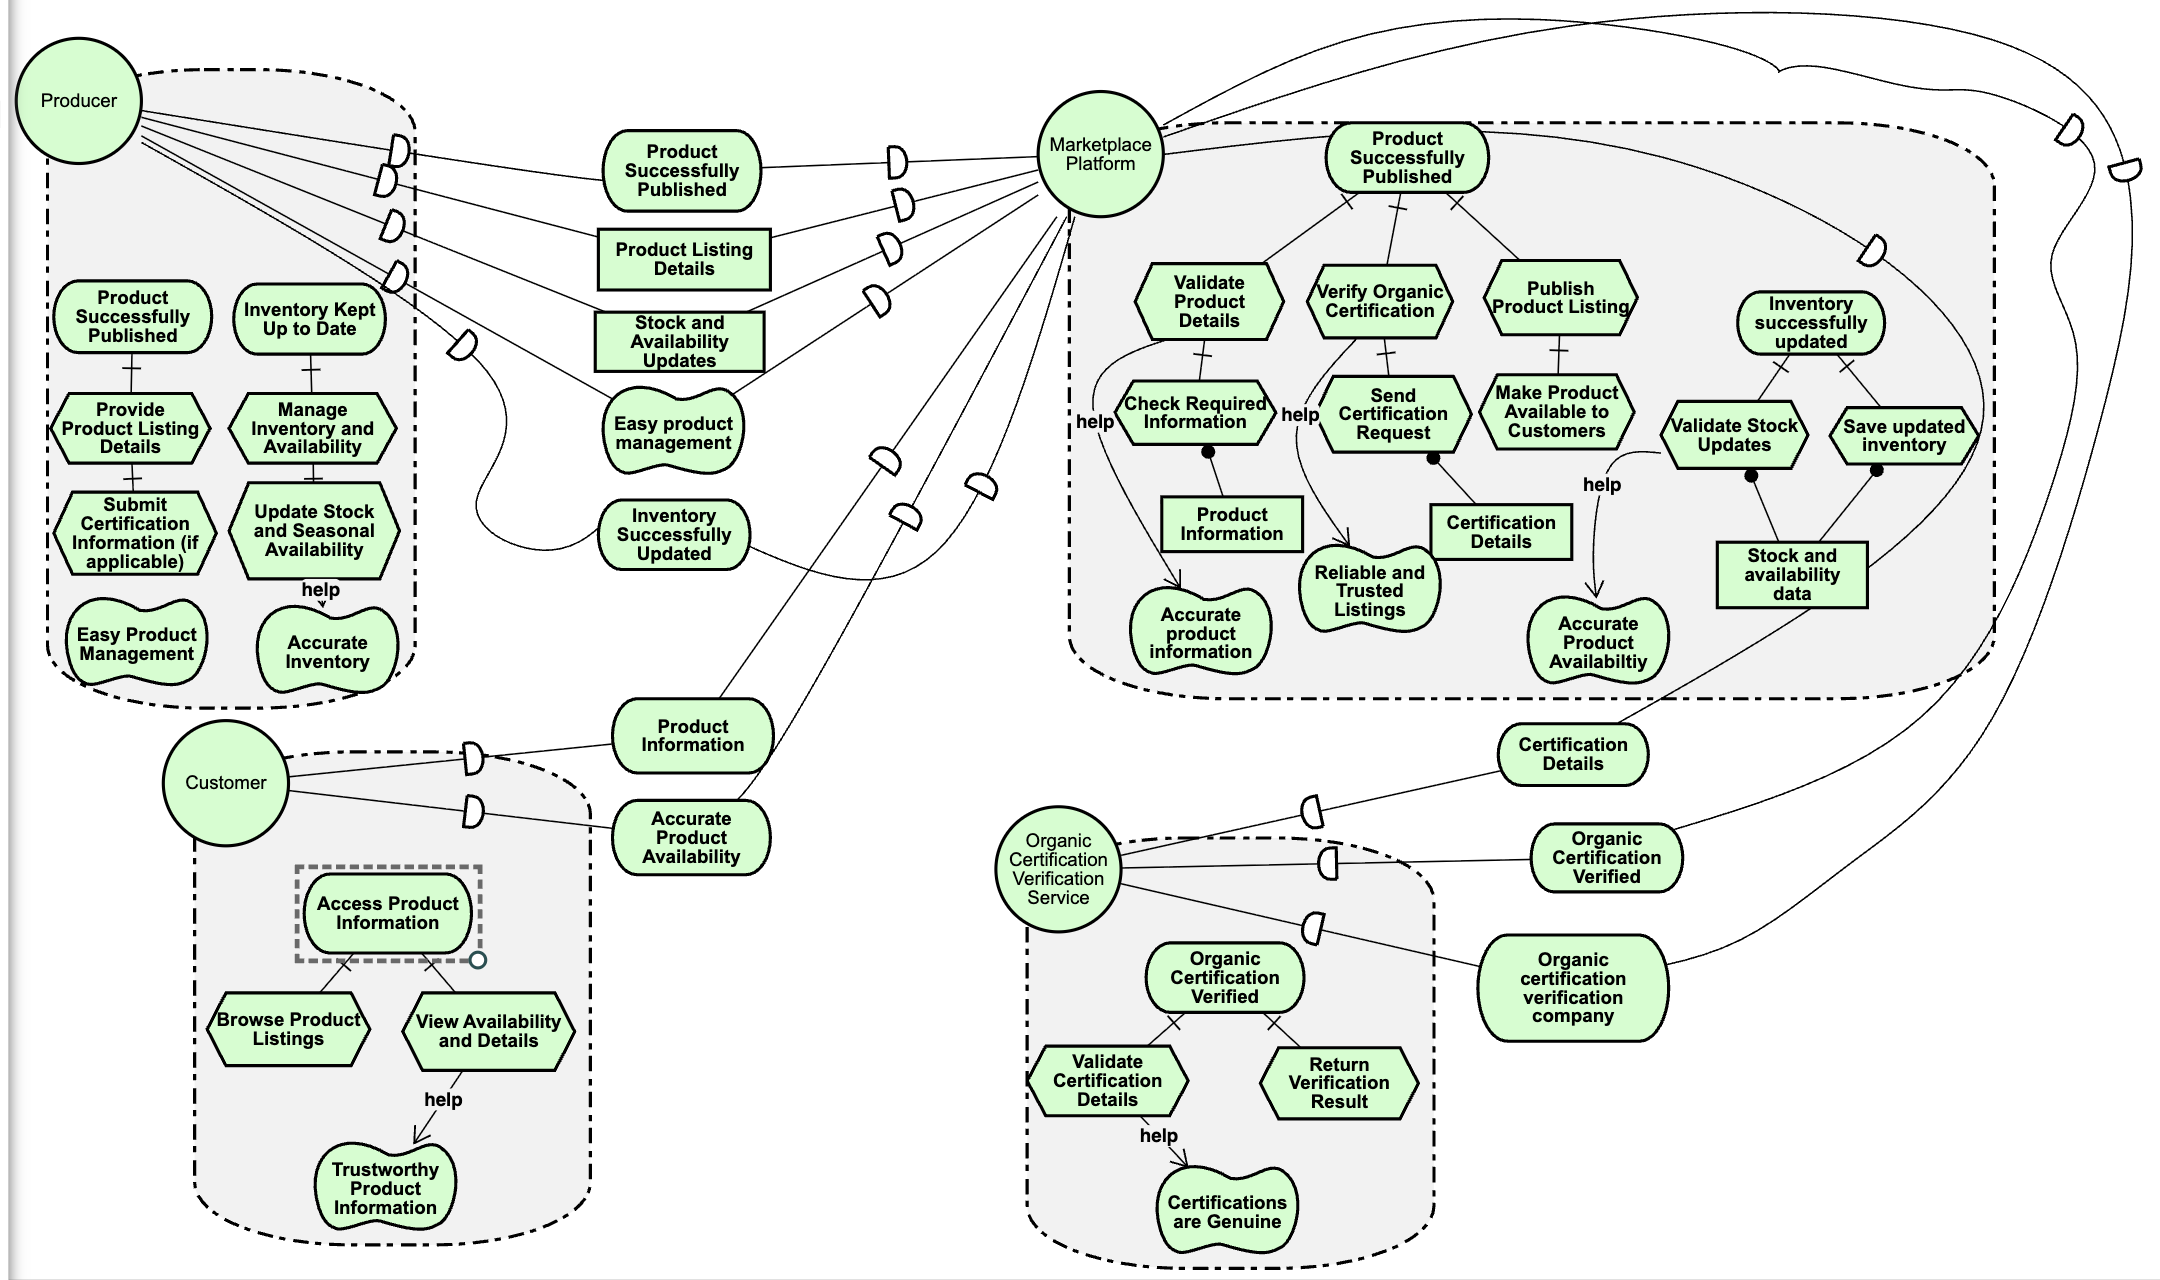 Producer
Product
Successfully
Published
Inventory Kept
Up to Date
Provide
Product Listing
Details
Manage
Inventory and
Availability
Submit
Certification
Information (if
applicable)
Update Stock
and Seasonal
Availability
help
Easy Product
Management
Accurate
Inventory
Product
Successfully
Published
Product Listing
Details
Stock and
Availability
Updates
Easy product
management
Inventory
Successfully
Updated
Product
Information
Accurate
Product
Availability
Marketplace
Platform
Product
Successfully
Published
Validate
Product
Details
Verify Organic
Certification
Publish
Product Listing
Inventory
successfully
updated
Check Required
Information
Send
Certification
Request
Make Product
Available to
Customers
Validate Stock
Updates
Save updated
inventory
help
help
help
Product
Information
Certification
Details
Stock and
availability
data
Accurate
product
information
Reliable and
Trusted
Listings
Accurate
Product
Availabiltiy
Customer
Access Product
Information
Browse Product
Listings
View Availability
and Details
help
Trustworthy
Product
Information
Organic
Certification
Verification
Service
Organic
Certification
Verified
Validate
Certification
Details
Return
Verification
Result
help
Certifications
are Genuine
Certification
Details
Organic
Certification
Verified
Organic
certification
verification
company